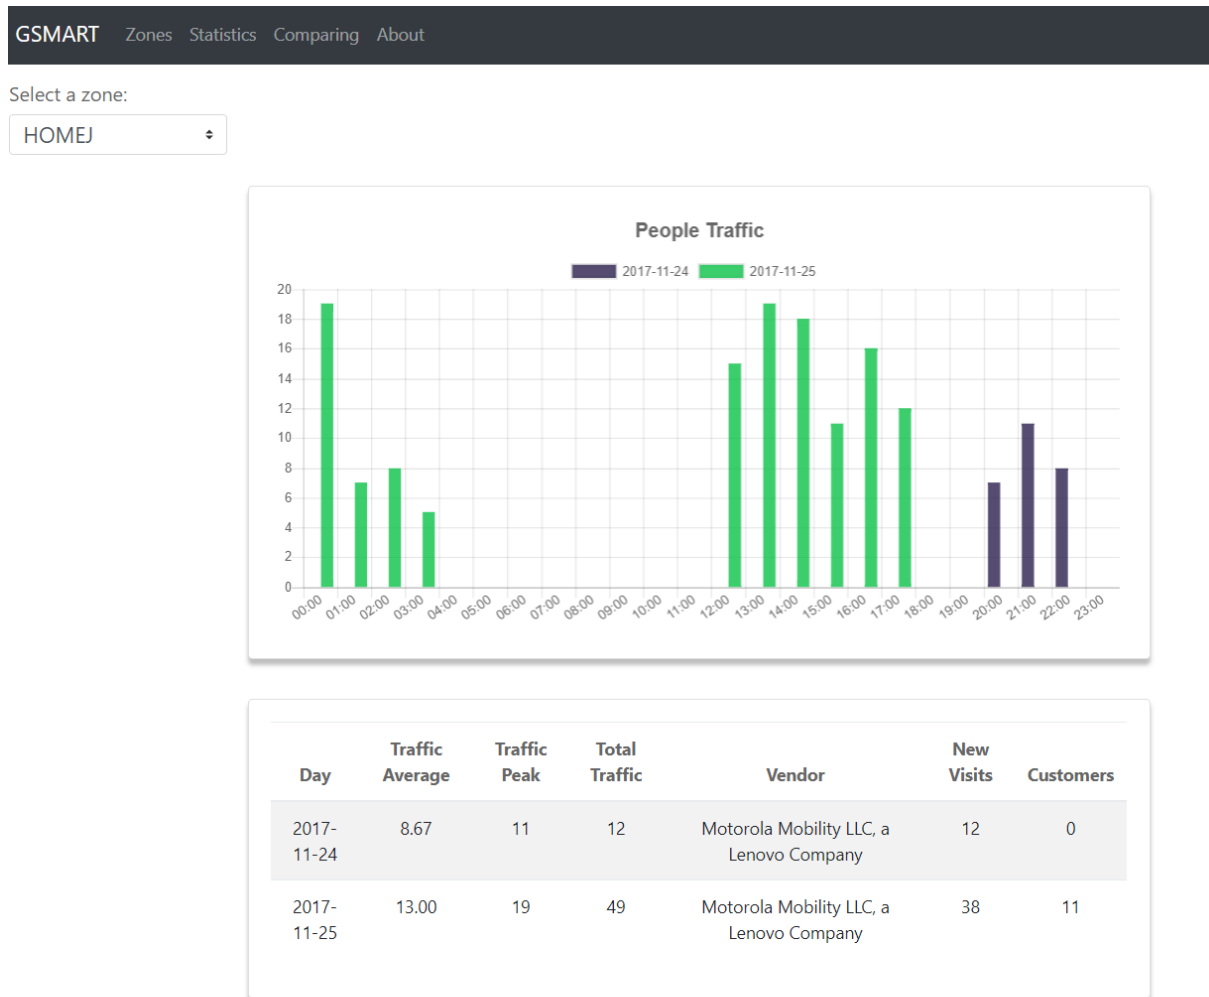 GSMART Zones Statistics Comparing About
Select a zone:
HOMEJ
People Traffic
2017-11-24 2017-11-25
20
18
16
14
12
10
8
6
4
2
0
00:00 01:00 02:00 03:00 04:00 05:00 06:00 07:00 08:00 09:00 10:00 11:00 12:00 13:00 14:00 15:00 16:00 17:00 18:00 19:00 20:00 21:00 22:00 23:00
Traffic Traffic Total New
Day Average Peak Traffic Vendor Visits Customers
2017- 8.67 11 12 Motorola Mobility LLC, a 12 0
11-24 Lenovo Company
2017- 13.00 19 49 Motorola Mobility LLC, a 38 11
11-25 Lenovo Company